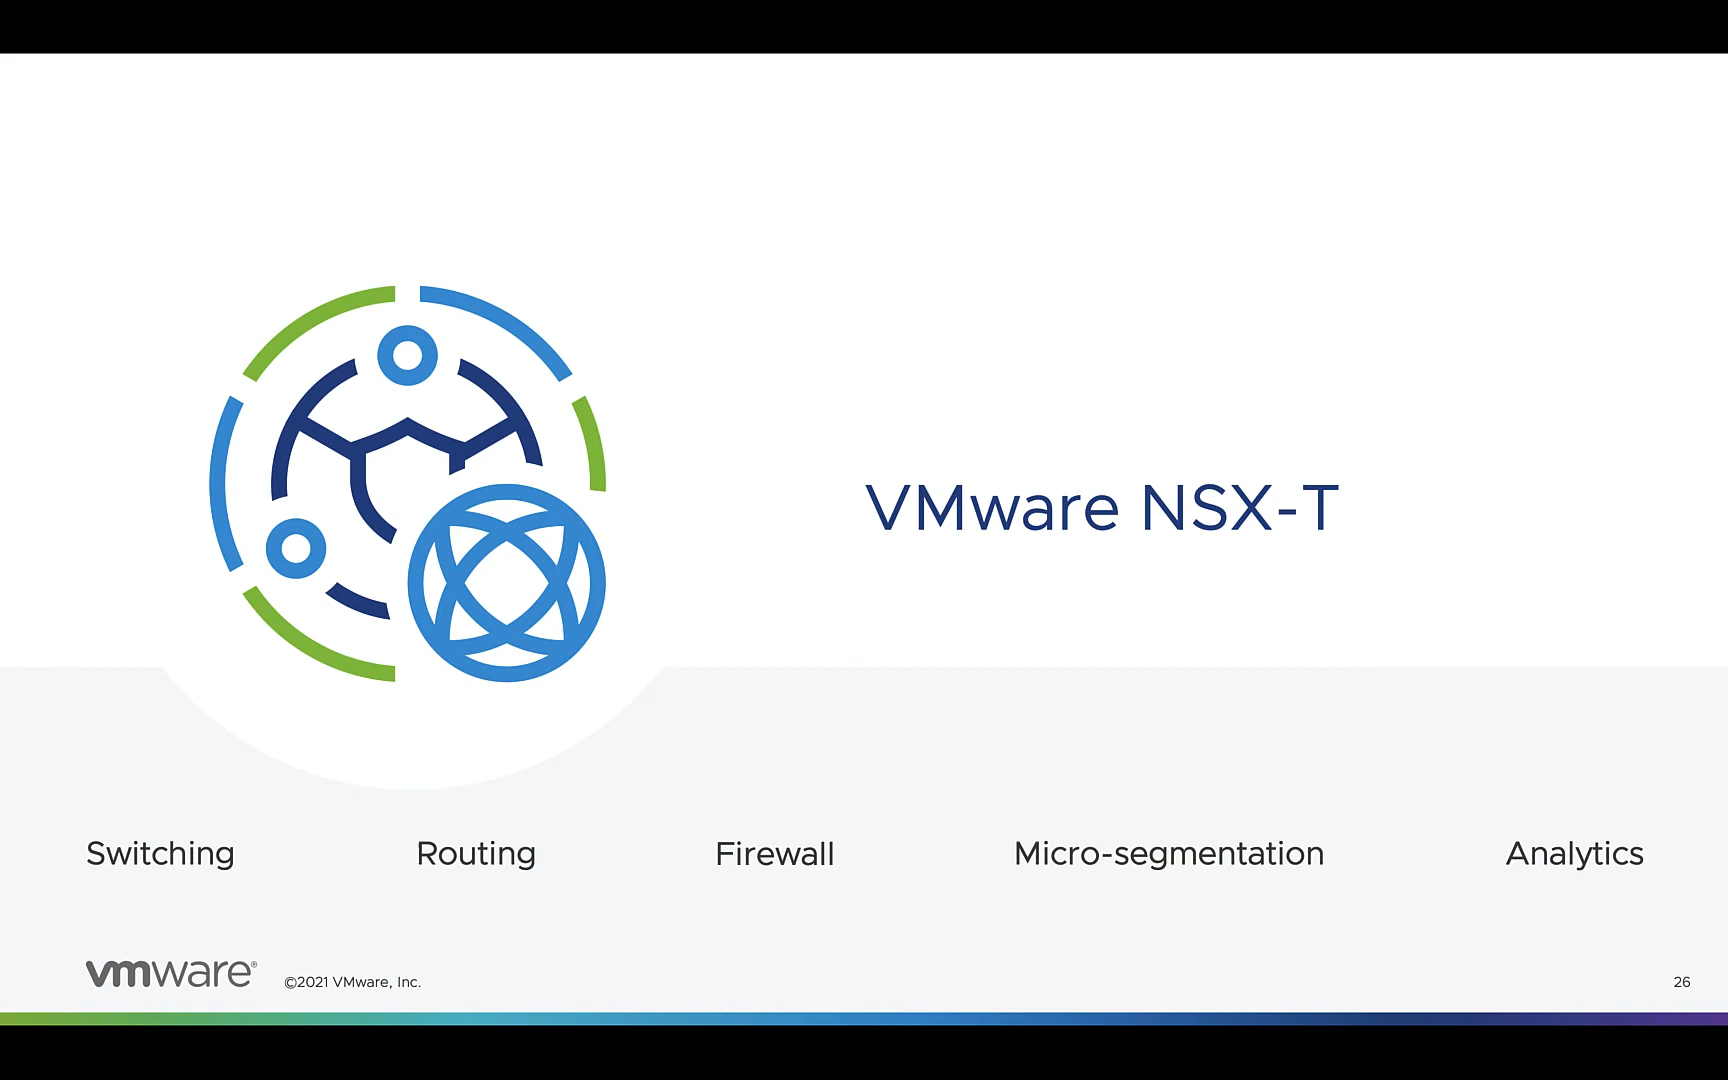 VMware NSX-T
Switching Routing Firewall Micro-segmentation Analytics
vmware® ©2021 VMware, Inc. 26